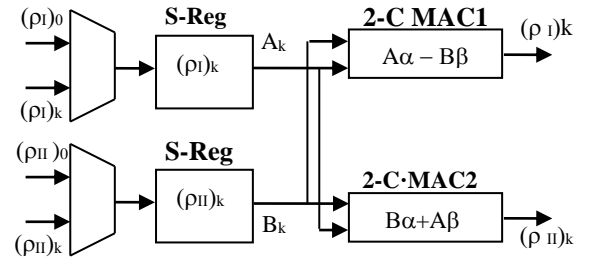 (ρI)0
S-Reg
2-C MAC1
Ak
(ρ I)k
(ρI)k
Aα – Bβ
(ρI)k
(ρII )0
S-Reg
2-C·MAC2
(ρII)k
Bα+Aβ
Bk
(ρ II)k
(ρII)k